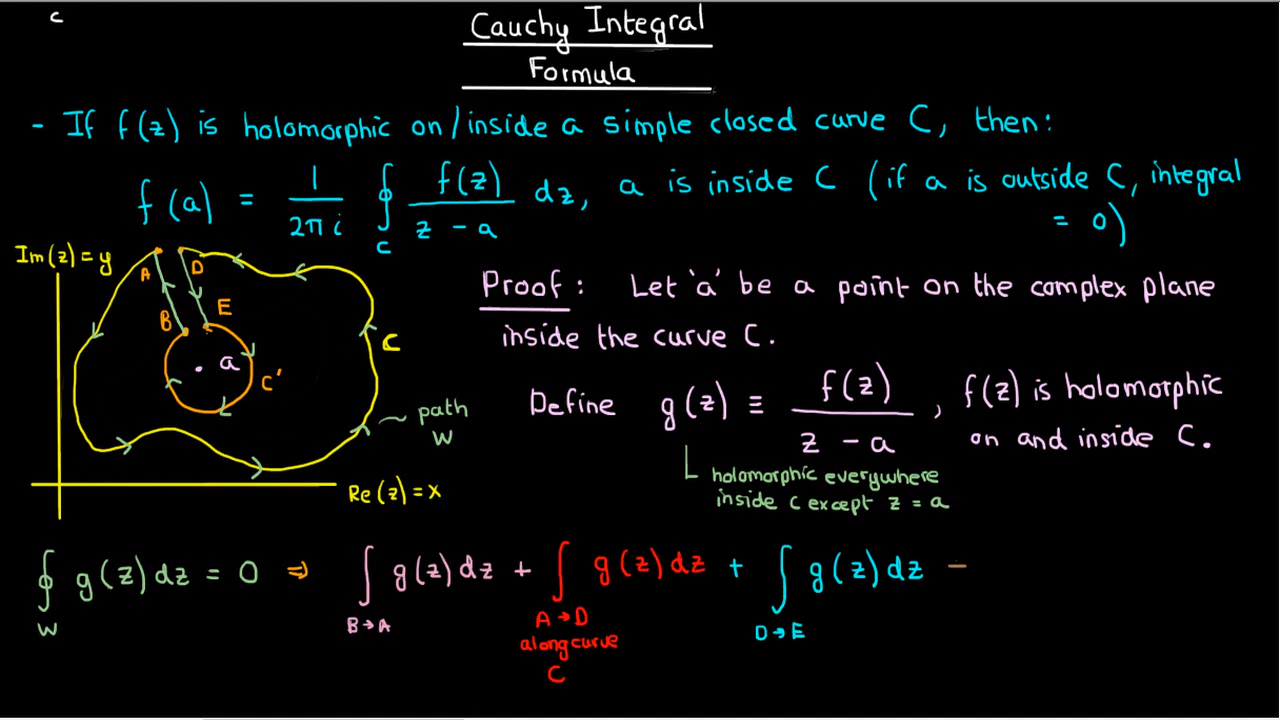 c
Cauchy Integral
Formula
- If f(z) is holomorphic on/inside a simple closed curve C, then:
f(a) = 1/2πi ∮_C f(z)/(z - a) dz, a is inside C (if a is outside C, integral
= 0)
Im(z)=y
A
D
B
E
a
C'
C
path
W
Re(z)=x
Proof: Let 'a' be a point on the complex plane
inside the curve C.
Define g(z) ≡ f(z)/(z - a), f(z) is holomorphic
on and inside C.
holomorphic everywhere
inside C except z = a
∮_W g(z)dz = 0 ⇒ ∫_{B→A} g(z)dz + ∫_{A→D along curve C} g(z)dz + ∫_{D→E} g(z)dz −